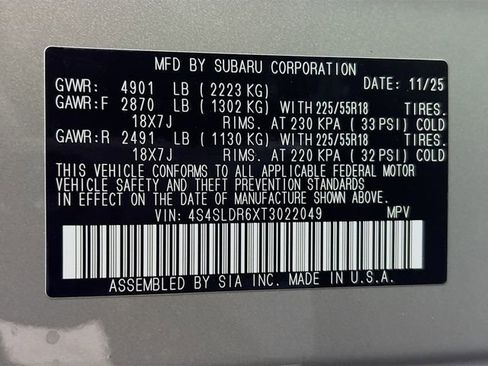 MFD BY SUBARU CORPORATION
GVWR: 4901 LB ( 2223 KG) DATE: 11/25
GAWR:F 2870 LB ( 1302 KG) WITH 225/55R18 TIRES.
18X7J RIMS. AT 230 KPA ( 33 PSI) COLD
GAWR:R 2491 LB ( 1130 KG) WITH 225/55R18 TIRES.
18X7J RIMS. AT 220 KPA ( 32 PSI) COLD
THIS VEHICLE CONFORMS TO ALL APPLICABLE FEDERAL MOTOR
VEHICLE SAFETY AND THEFT PREVENTION STANDARDS
IN EFFECT ON THE DATE OF MANUFACTURE SHOWN ABOVE.
VIN: 4S4SLDR6XT3022049 MPV
ASSEMBLED BY SIA INC. MADE IN U.S.A.